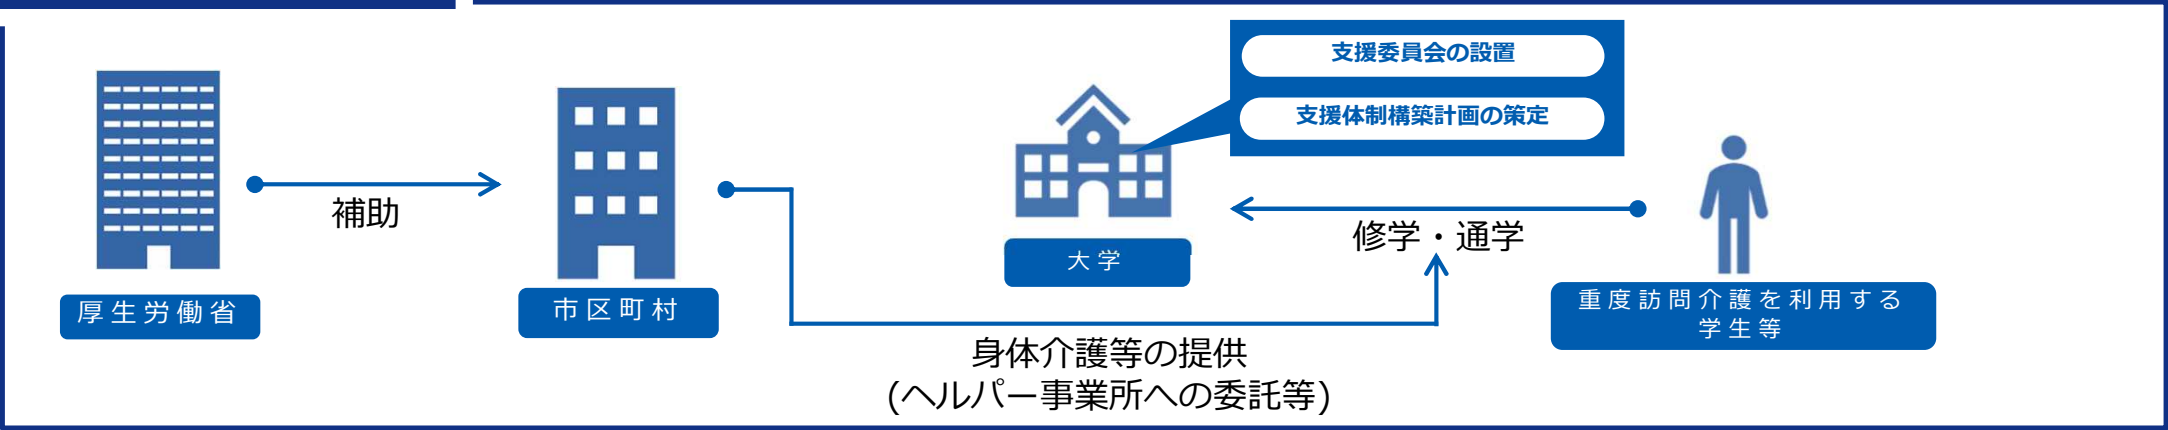 支援委員会の設置
支援体制構築計画の策定
補助
修学・通学
大学
厚生労働省
市区町村
重度訪問介護を利用する
学生等
身体介護等の提供
(ヘルパー事業所への委託等)